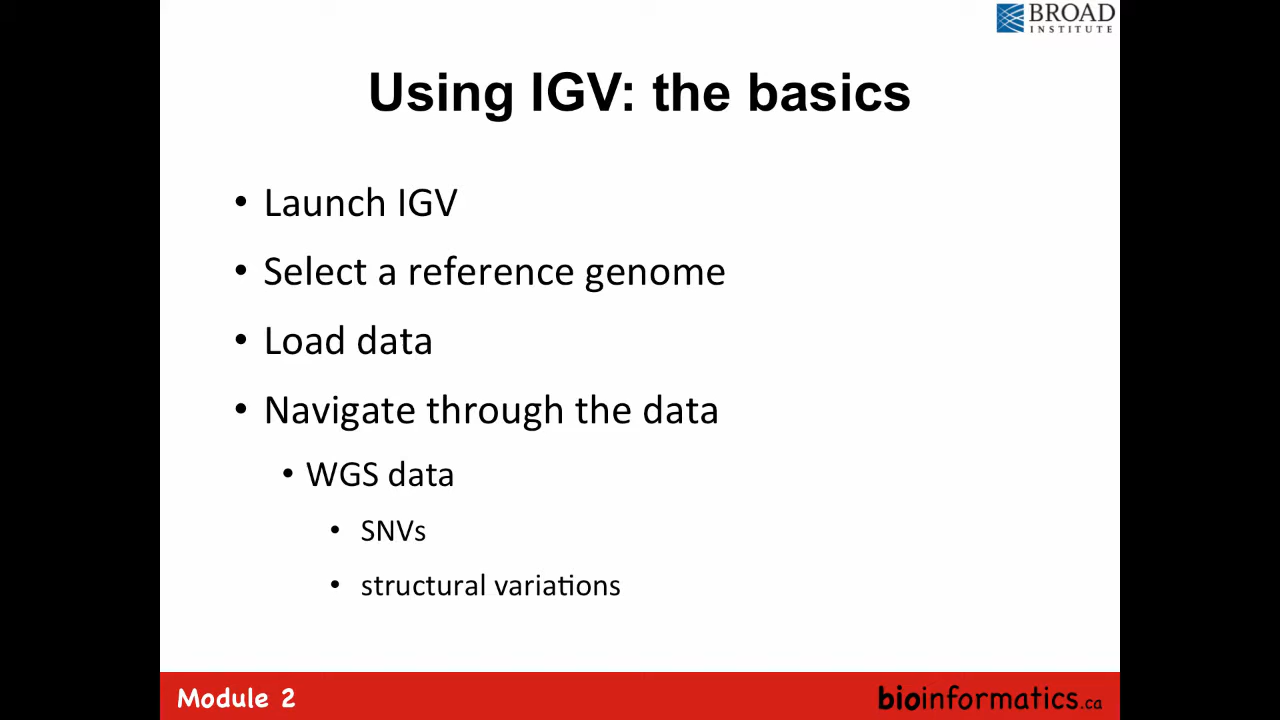 BROAD
INSTITUTE
Using IGV: the basics
• Launch IGV
• Select a reference genome
• Load data
• Navigate through the data
• WGS data
• SNVs
• structural variations
Module 2
bioinformatics.ca